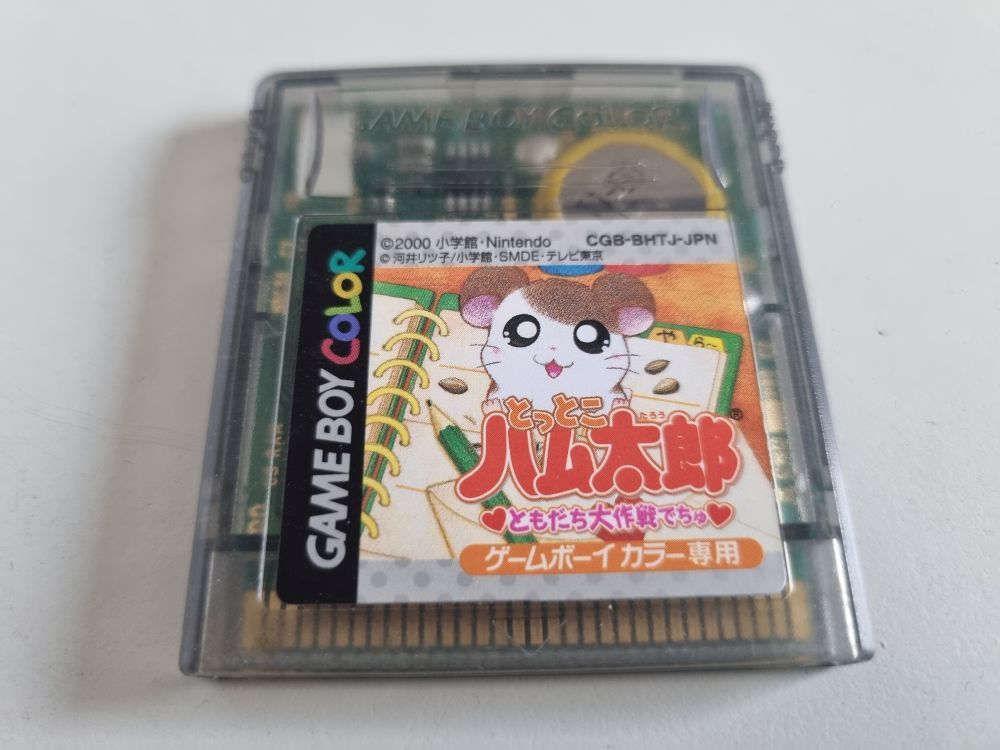 GAME BOY COLOR
©2000 小学館・Nintendo CGB-BHTJ-JPN
© 河井リツ子/小学館・SMDE・テレビ東京
GAME BOY COLOR
や ら〜
とっとこ
たろう
ハム太郎®
♥ともだち大作戦でちゅ♥
ゲームボーイ カラー専用